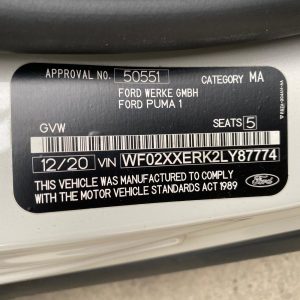 APPROVAL NO. 50551 CATEGORY MA
FORD WERKE GMBH
FORD PUMA 1
GVW SEATS 5
12/20 VIN WF02XXERK2LY87774
THIS VEHICLE WAS MANUFACTURED TO COMPLY
WITH THE MOTOR VEHICLE STANDARDS ACT 1989
Ford